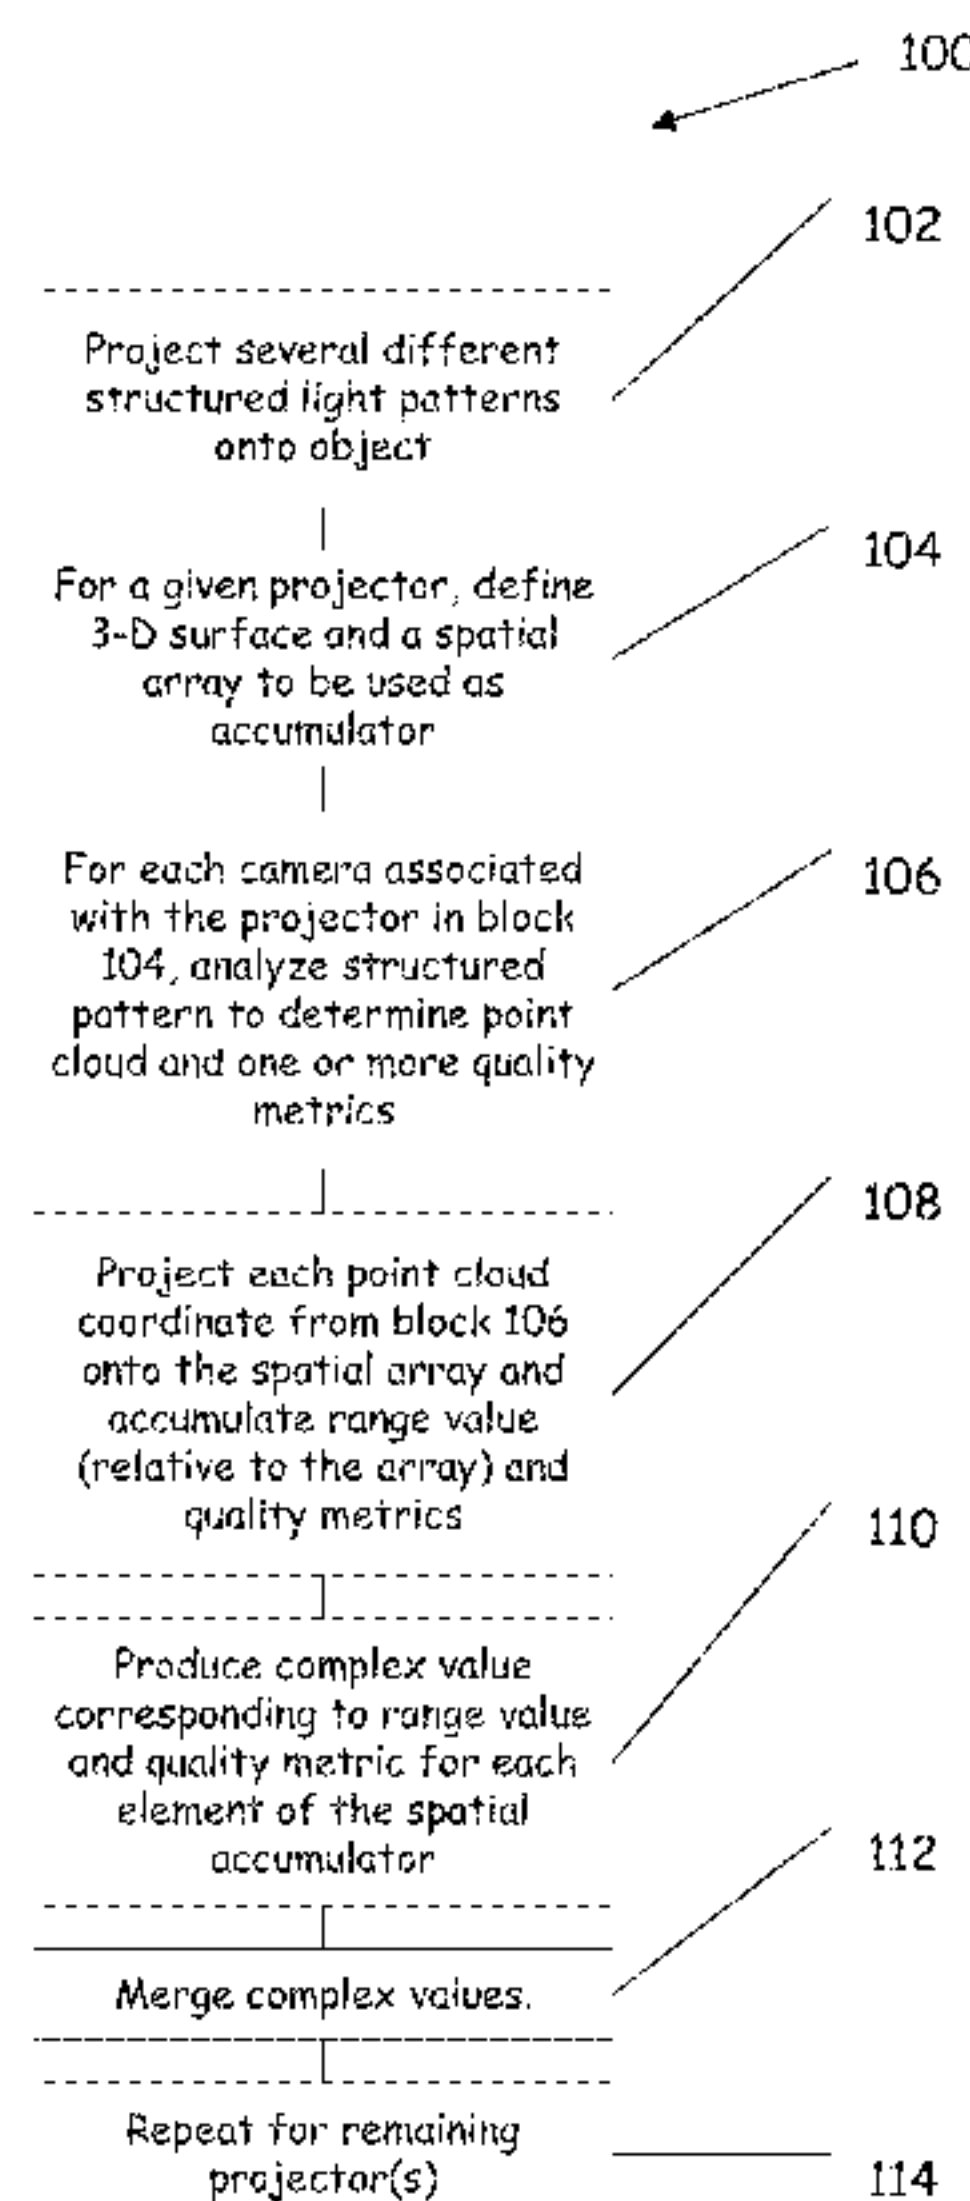 100
102
Project several different
structured light patterns
onto object
104
For a given projector, define
3-D surface and a spatial
array to be used as
accumulator
106
For each camera associated
with the projector in block
104, analyze structured
pattern to determine point
cloud and one or more quality
metrics
108
Project each point cloud
coordinate from block 106
onto the spatial array and
accumulate range value
(relative to the array) and
quality metrics
110
Produce complex value
corresponding to range value
and quality metric for each
element of the spatial
accumulator
112
Merge complex values.
Repeat for remaining
projector(s)
114